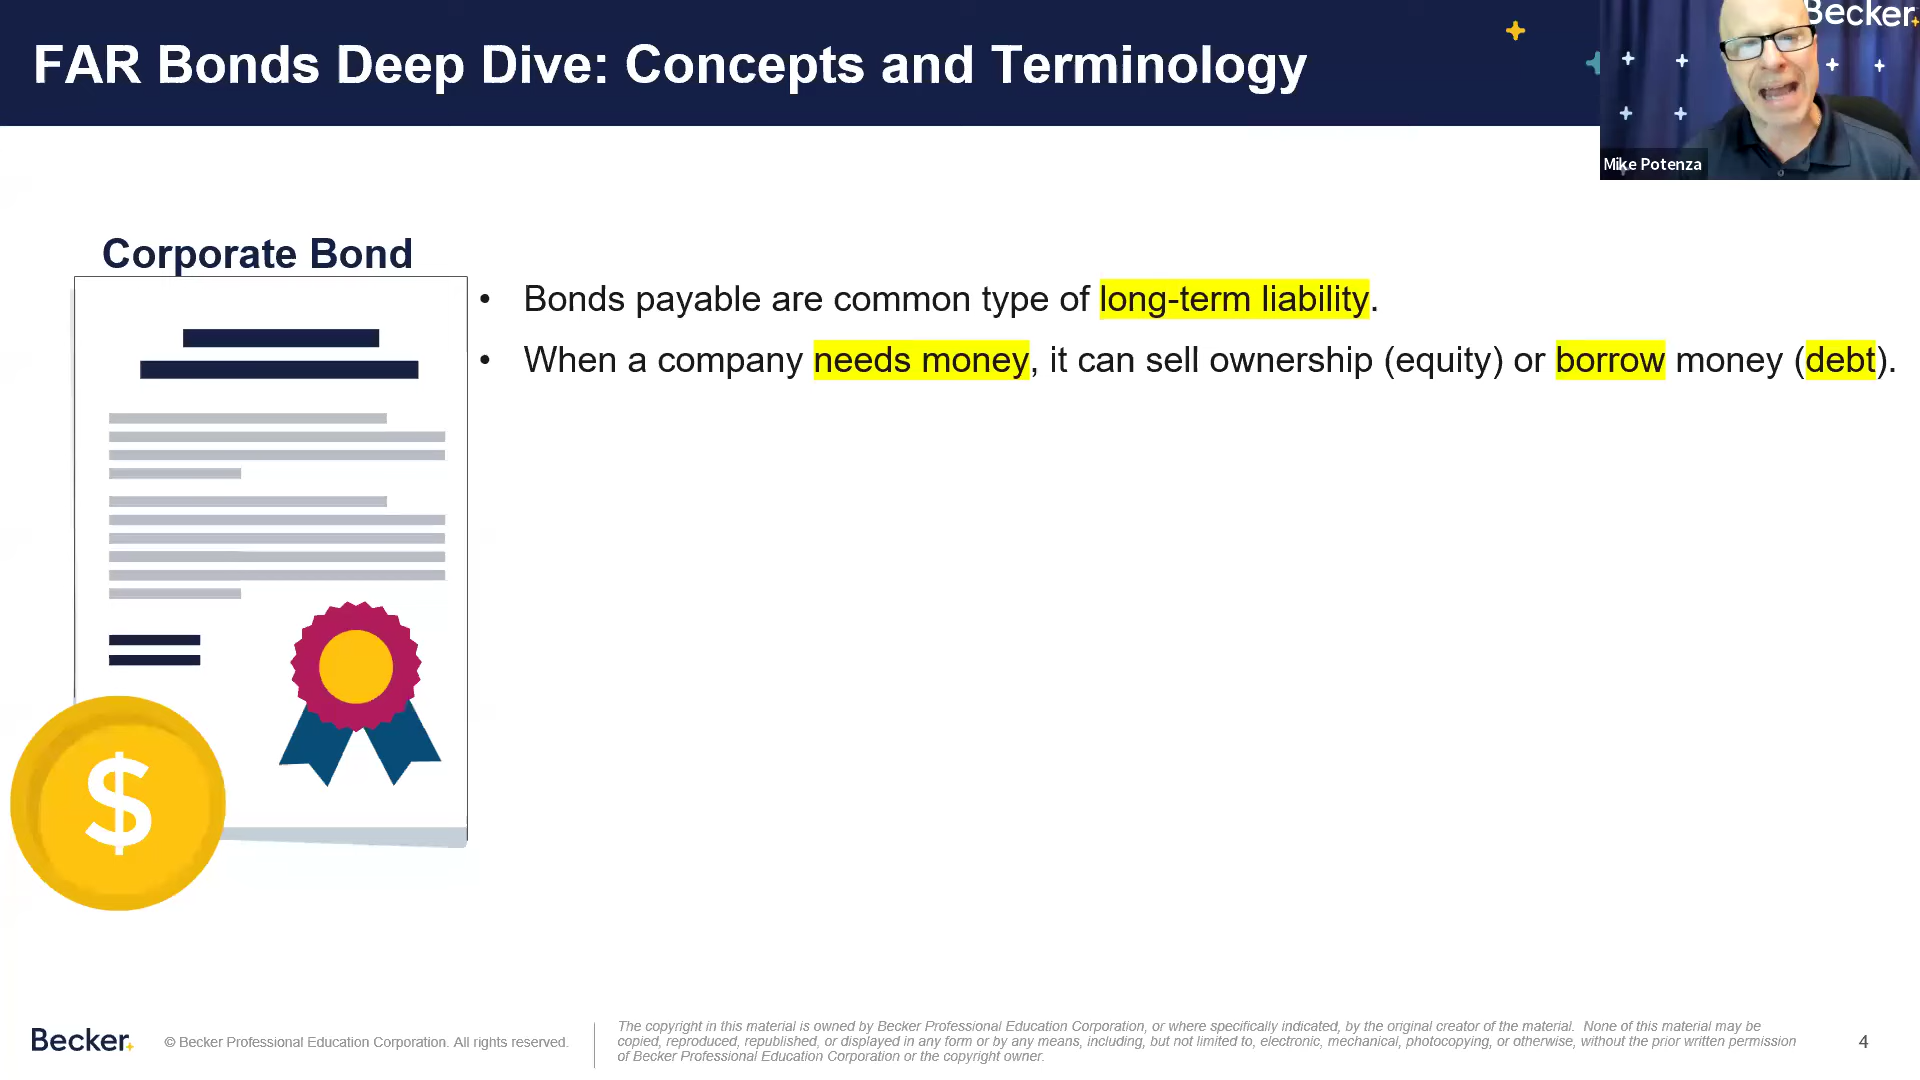 FAR Bonds Deep Dive: Concepts and Terminology
Becker.
Mike Potenza
Corporate Bond
• Bonds payable are common type of long-term liability.
• When a company needs money, it can sell ownership (equity) or borrow money (debt).
$
Becker.
© Becker Professional Education Corporation. All rights reserved.
The copyright in this material is owned by Becker Professional Education Corporation, or where specifically indicated, by the original creator of the material. None of this material may be
copied, reproduced, republished, or displayed in any form or by any means, including, but not limited to, electronic, mechanical, photocopying, or otherwise, without the prior written permission
of Becker Professional Education Corporation or the copyright owner.
4